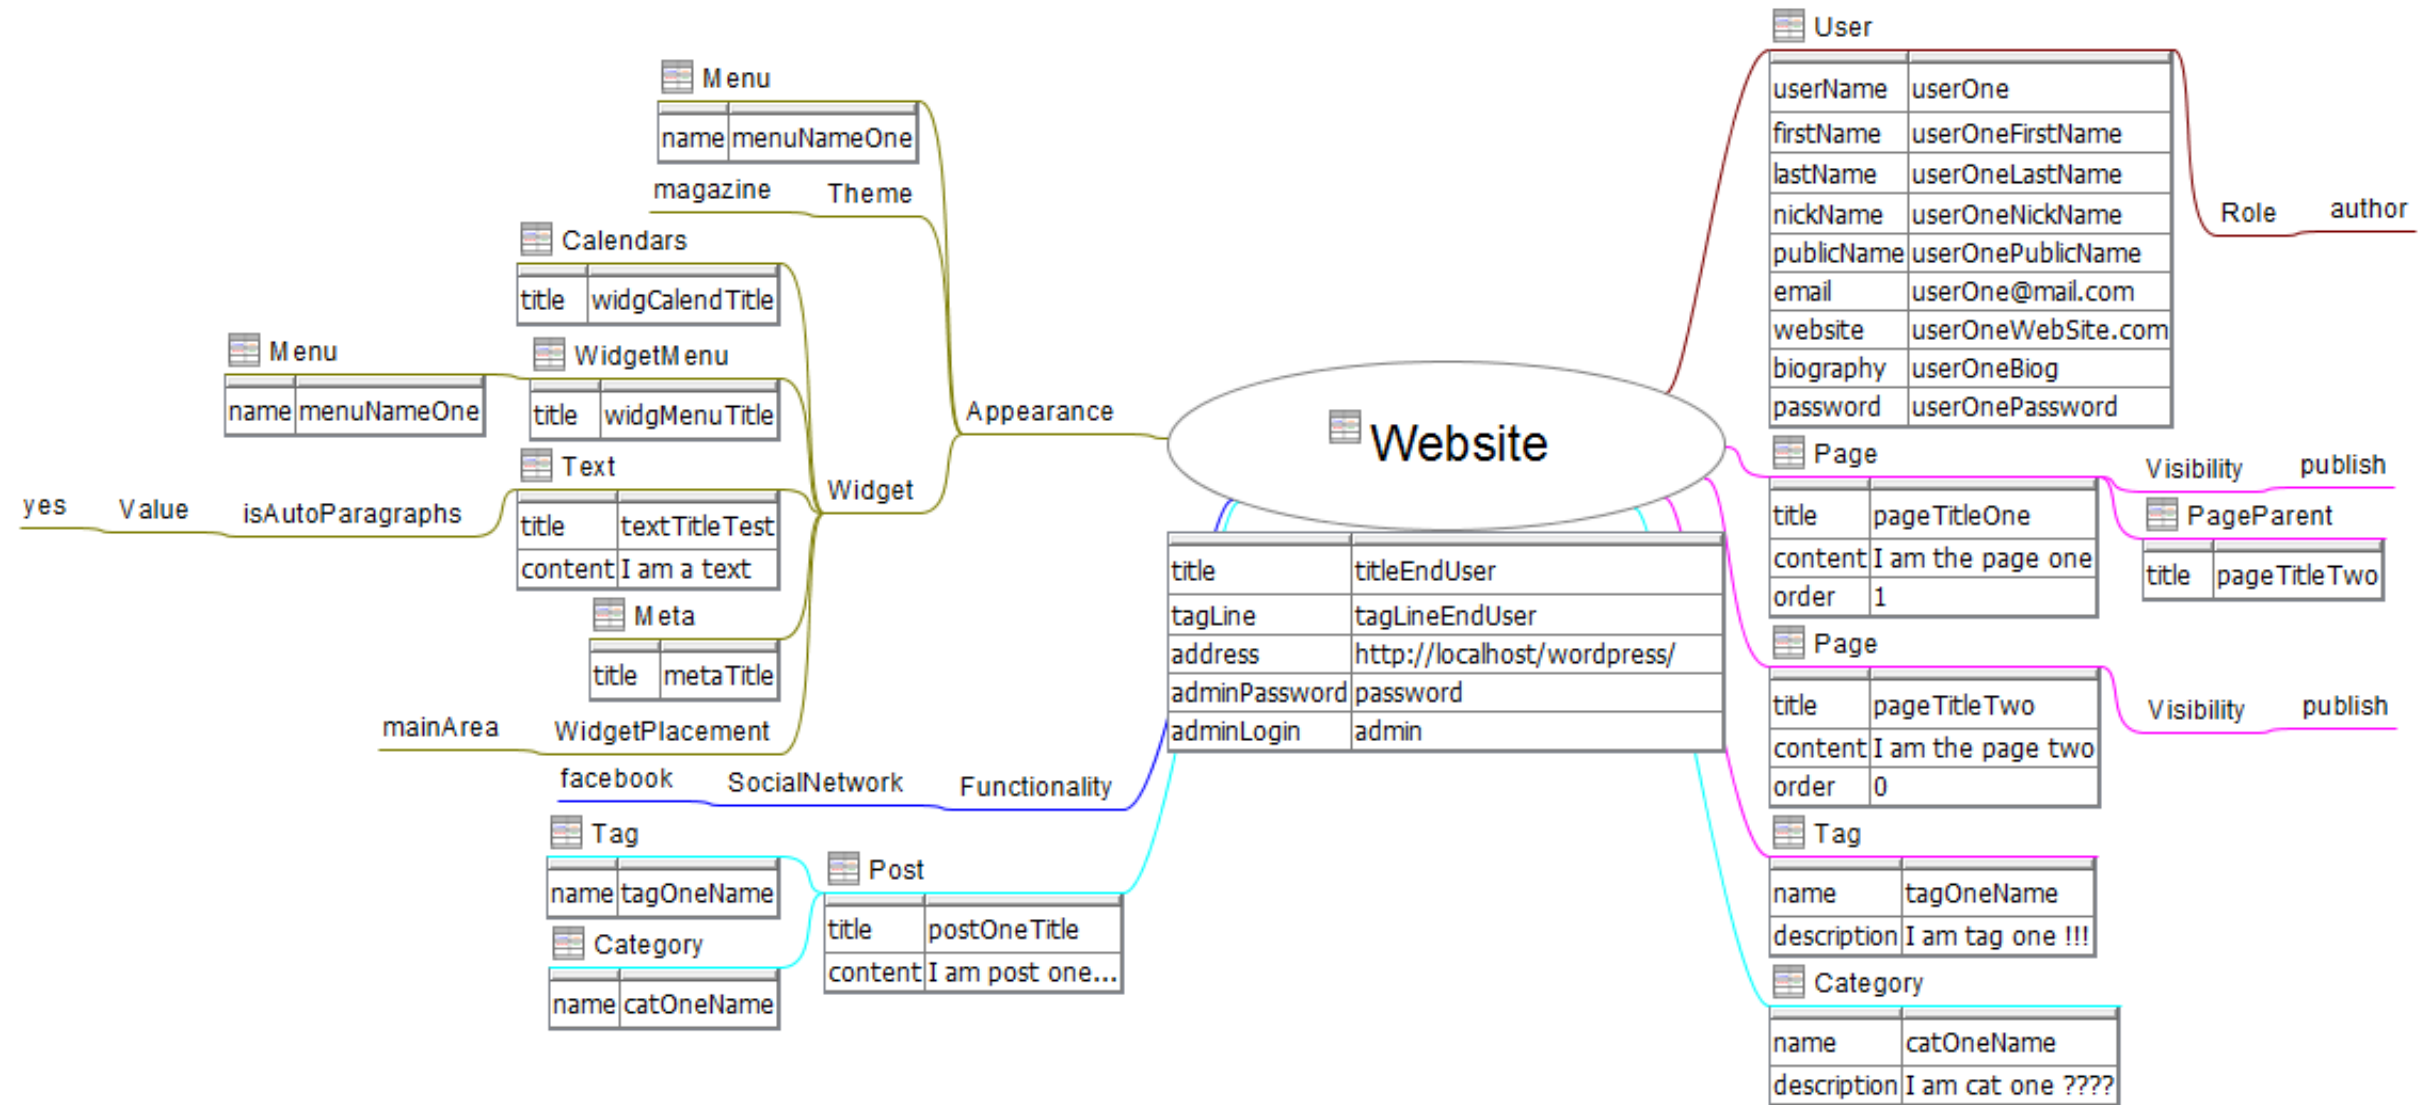 Menu
name menuNameOne
magazine Theme
Calendars
title widgCalendTitle
Menu
name menuNameOne
WidgetMenu
title widgMenuTitle
Text
title textTitleTest
content I am a text
yes Value isAutoParagraphs
Meta
title metaTitle
mainArea WidgetPlacement
Widget
Appearance
facebook SocialNetwork Functionality
Tag
name tagOneName
Category
name catOneName
Post
title postOneTitle
content I am post one...
Website
title titleEndUser
tagLine tagLineEndUser
address http://localhost/wordpress/
adminPassword password
adminLogin admin
User
userName userOne
firstName userOneFirstName
lastName userOneLastName
nickName userOneNickName
publicName userOnePublicName
email userOne@mail.com
website userOneWebSite.com
biography userOneBiog
password userOnePassword
Role author
Page
title pageTitleOne
content I am the page one
order 1
Visibility publish
PageParent
title pageTitleTwo
Page
title pageTitleTwo
content I am the page two
order 0
Visibility publish
Tag
name tagOneName
description I am tag one !!!
Category
name catOneName
description I am cat one ????